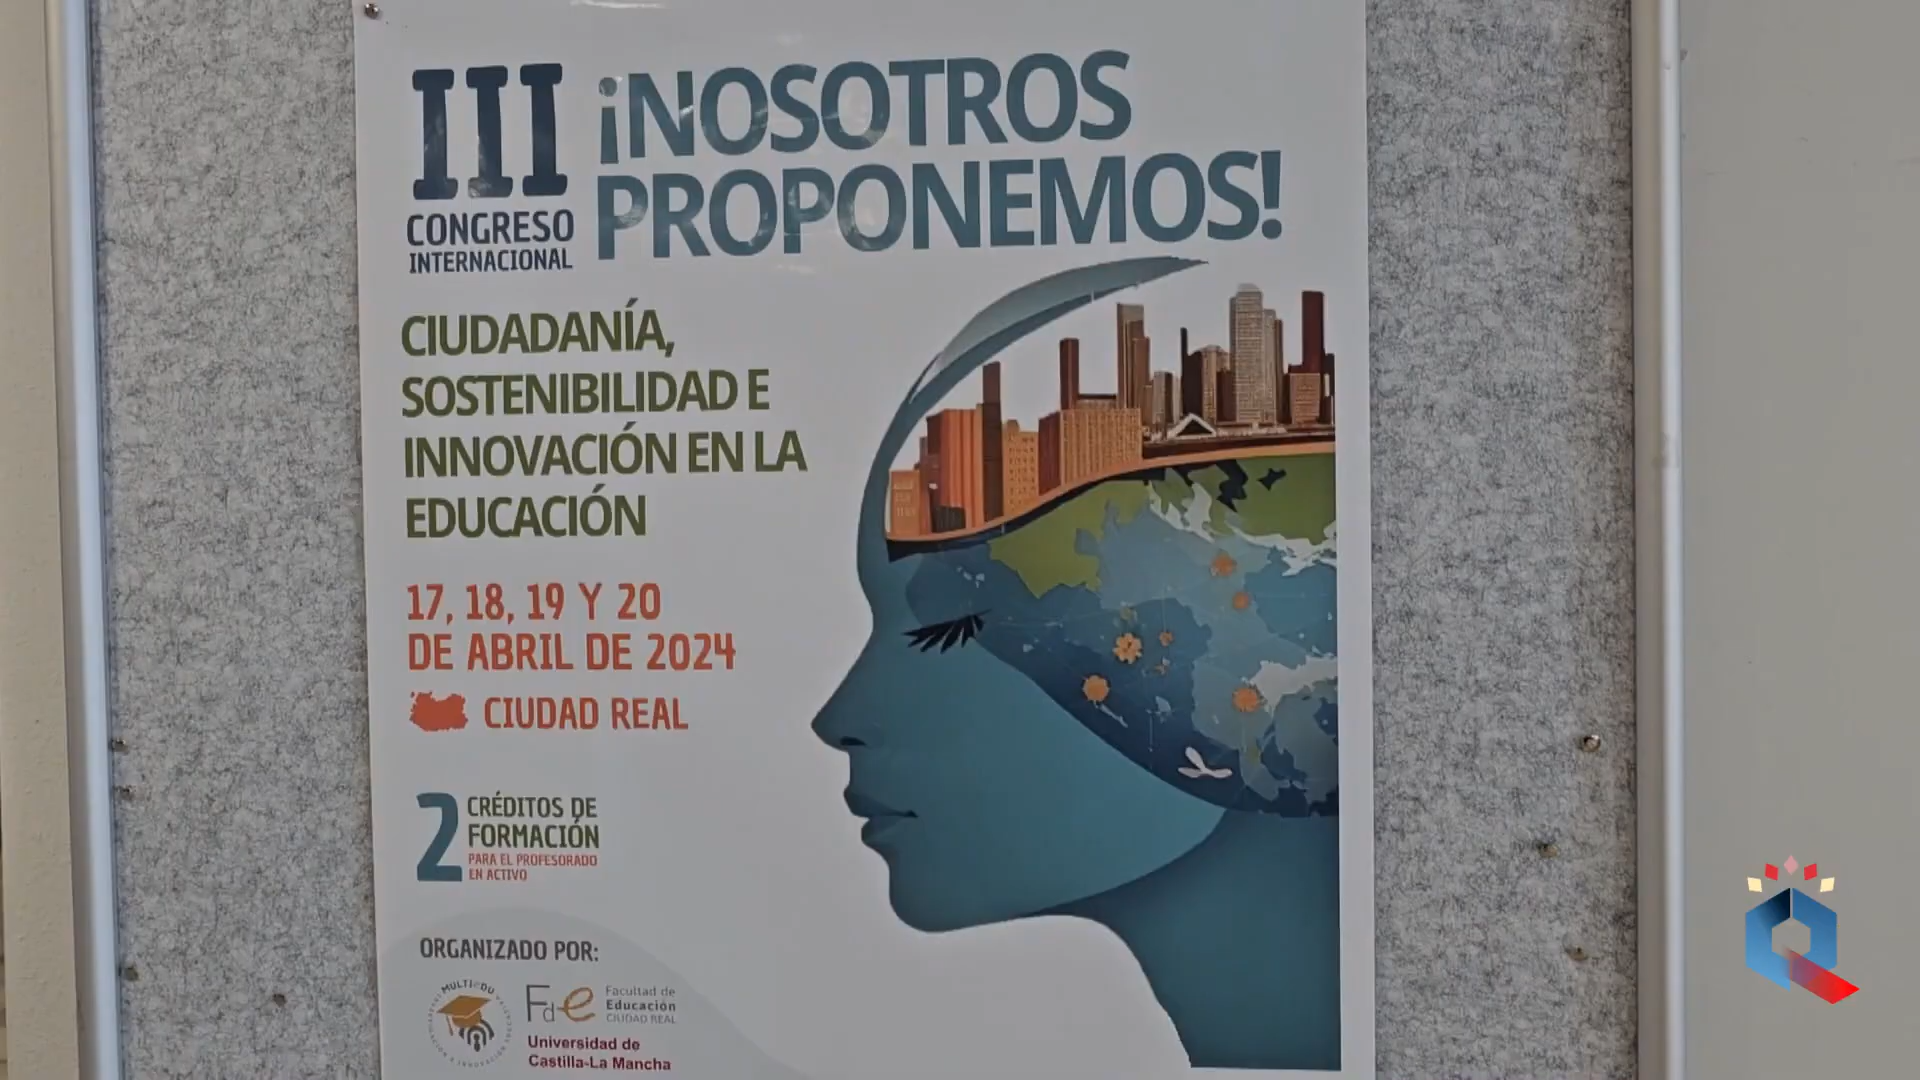 III
CONGRESO
INTERNACIONAL
¡NOSOTROS
PROPONEMOS!
CIUDADANÍA,
SOSTENIBILIDAD E
INNOVACIÓN EN LA
EDUCACIÓN
17, 18, 19 Y 20
DE ABRIL DE 2024
CIUDAD REAL
2 CRÉDITOS DE
FORMACIÓN
PARA EL PROFESORADO
EN ACTIVO
ORGANIZADO POR:
MULTIeDU
Fde
Facultad de
Educación
CIUDAD REAL
Universidad de
Castilla-La Mancha